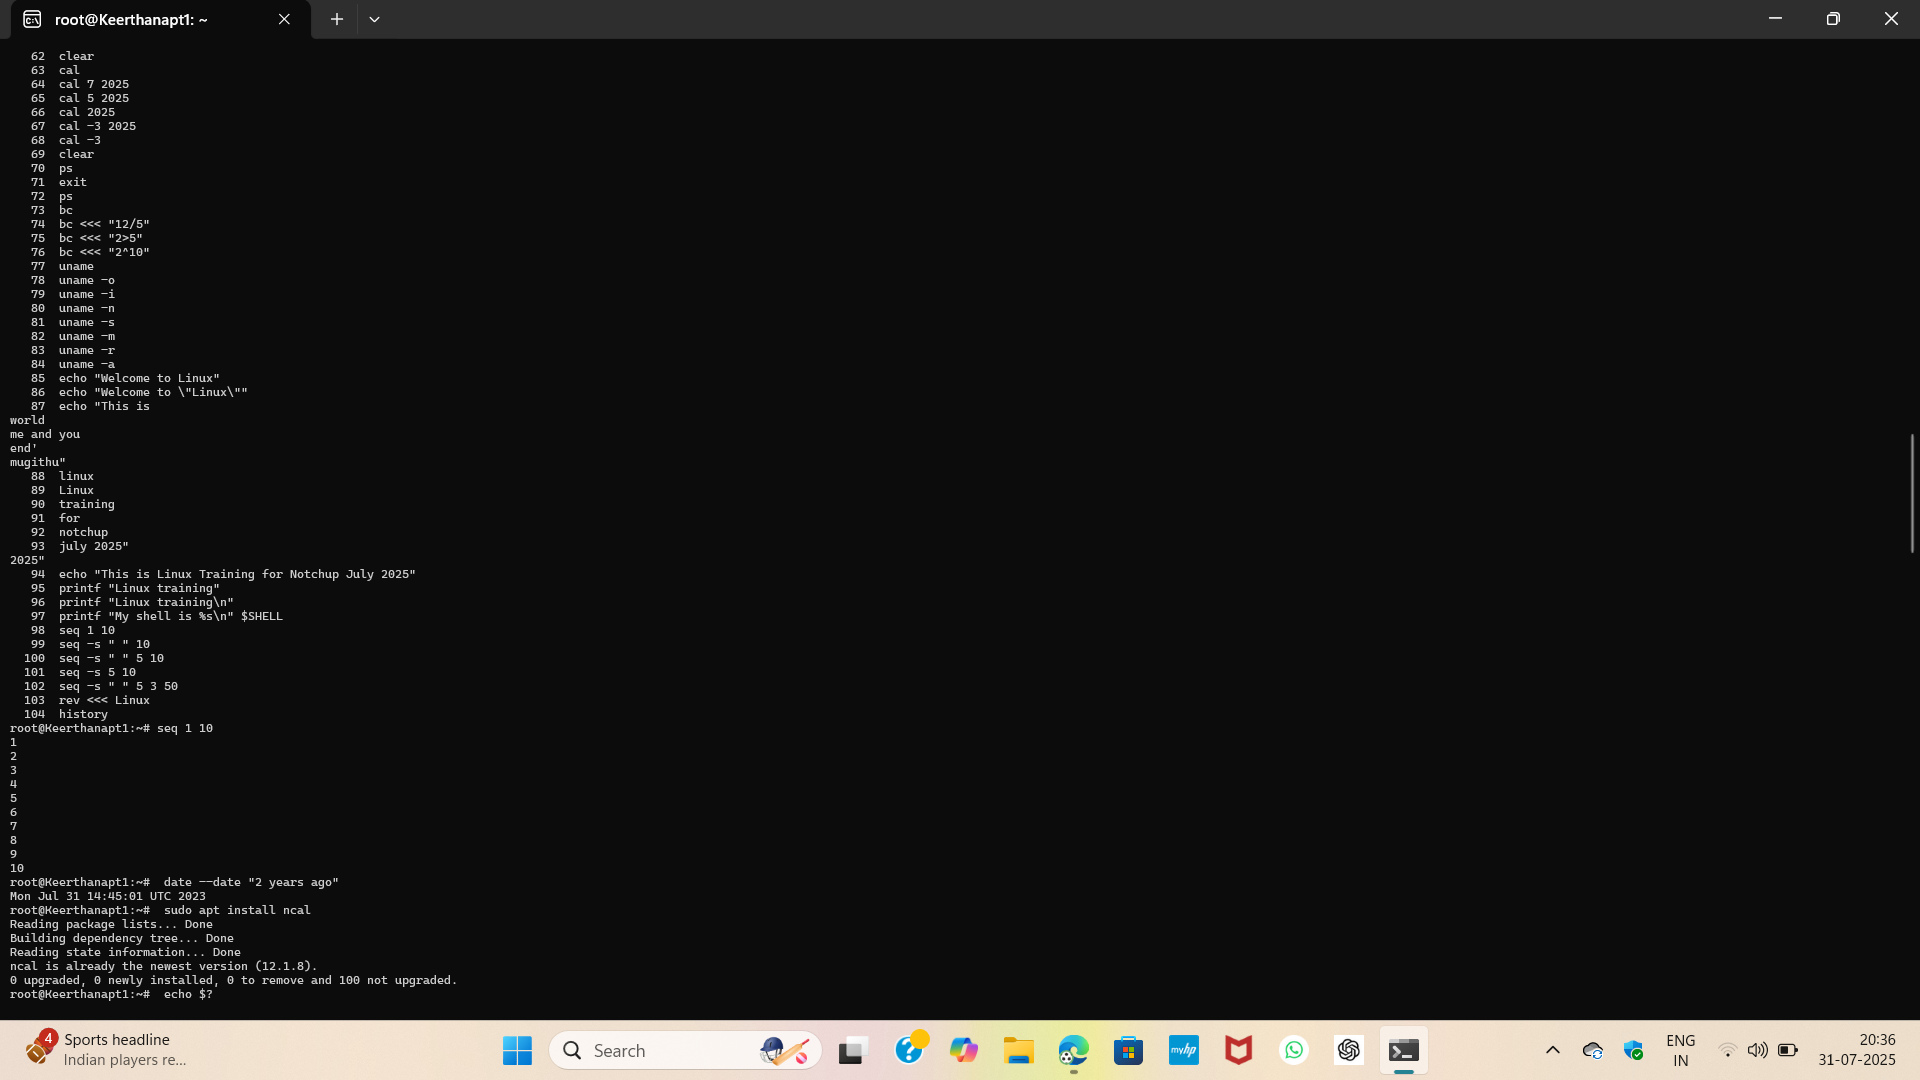 root@Keerthanapt1: ~
62  clear
63  cal
64  cal 7 2025
65  cal 5 2025
66  cal 2025
67  cal -3 2025
68  cal -3
69  clear
70  ps
71  exit
72  ps
73  bc
74  bc <<< "12/5"
75  bc <<< "2>5"
76  bc <<< "2^10"
77  uname
78  uname -o
79  uname -i
80  uname -n
81  uname -s
82  uname -m
83  uname -r
84  uname -a
85  echo "Welcome to Linux"
86  echo "Welcome to \"Linux\""
87  echo "This is
world
me and you
end'
mugithu"
88  linux
89  Linux
90  training
91  for
92  notchup
93  july 2025"
2025"
94  echo "This is Linux Training for Notchup July 2025"
95  printf "Linux training"
96  printf "Linux training\n"
97  printf "My shell is %s\n" $SHELL
98  seq 1 10
99  seq -s " " 10
100  seq -s " " 5 10
101  seq -s 5 10
102  seq -s " " 5 3 50
103  rev <<< Linux
104  history
root@Keerthanapt1:~# seq 1 10
1
2
3
4
5
6
7
8
9
10
root@Keerthanapt1:~#  date --date "2 years ago"
Mon Jul 31 14:45:01 UTC 2023
root@Keerthanapt1:~#  sudo apt install ncal
Reading package lists... Done
Building dependency tree... Done
Reading state information... Done
ncal is already the newest version (12.1.8).
0 upgraded, 0 newly installed, 0 to remove and 100 not upgraded.
root@Keerthanapt1:~#  echo $?
4
Sports headline
Indian players re...
Search
myhp
ENG
IN
20:36
31-07-2025